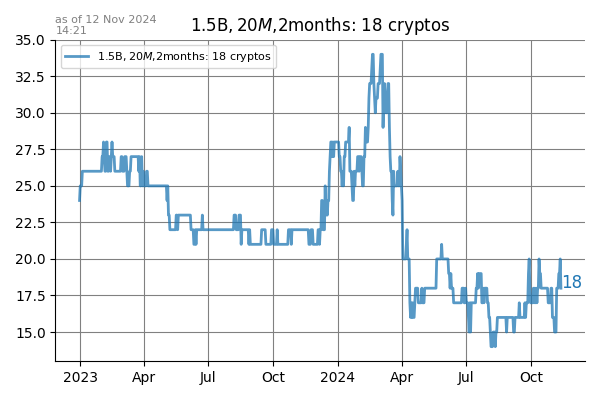 as of 12 Nov 2024
14:21
1.5B, 20M,2months: 18 cryptos
1.5B, 20M,2months: 18 cryptos
35.0
32.5
30.0
27.5
25.0
22.5
20.0
17.5
15.0
18
2023
Apr
Jul
Oct
2024
Apr
Jul
Oct